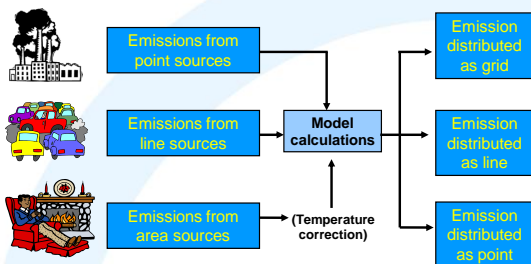 Emissions from
point sources
Emission
distributed
as grid
Emissions from
line sources
Model
calculations
Emission
distributed
as line
Emissions from
area sources
(Temperature
correction)
Emission
distributed
as point